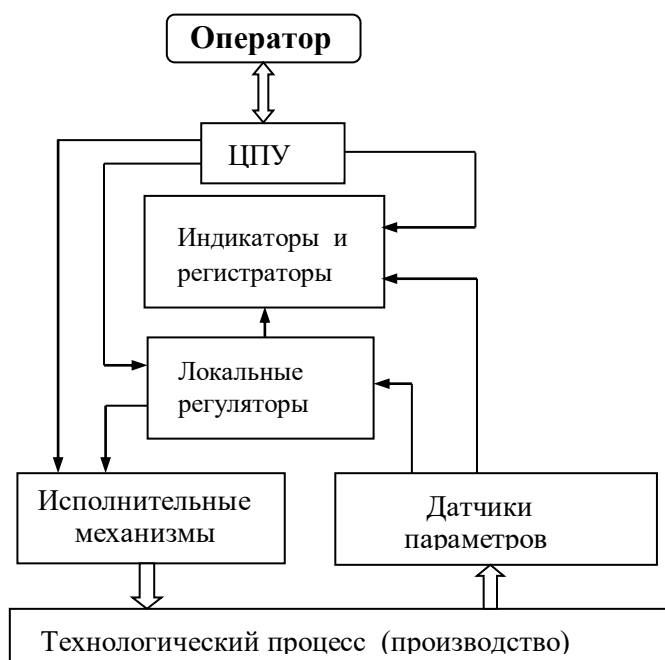 Оператор
ЦПУ
Индикаторы и
регистраторы
Локальные
регуляторы
Исполнительные
механизмы
Датчики
параметров
Технологический процесс (производство)